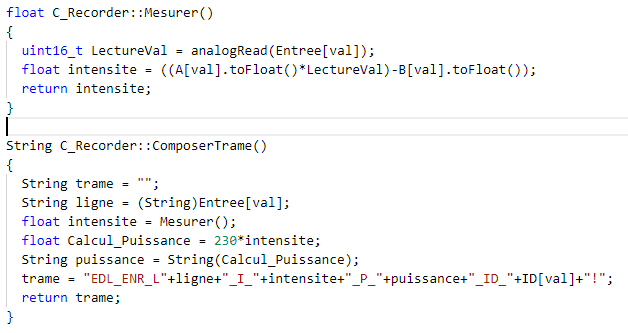 float C_Recorder::Mesurer()
{
  uint16_t LectureVal = analogRead(Entree[val]);
  float intensite = ((A[val].toFloat()*LectureVal)-B[val].toFloat());
  return intensite;
}

String C_Recorder::ComposerTrame()
{
  String trame = "";
  String ligne = (String)Entree[val];
  float intensite = Mesurer();
  float Calcul_Puissance = 230*intensite;
  String puissance = String(Calcul_Puissance);
  trame = "EDL_ENR_L"+ligne+"_I_"+intensite+"_P_"+puissance+"_ID_"+ID[val]+"!";
  return trame;
}